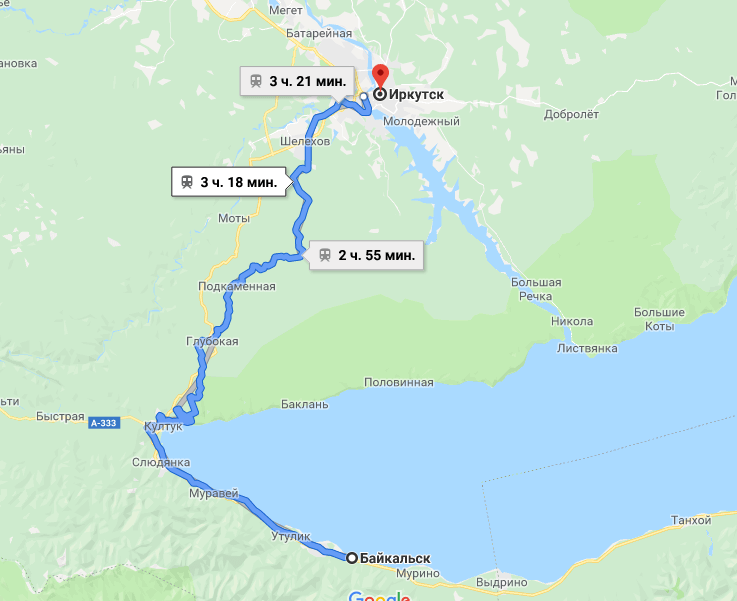 Мегет
Батарейная
ановка
3 ч. 21 мин.
Иркутск
Молодежный
Добролёт
Гол
ьяны
Шелехов
3 ч. 18 мин.
Моты
2 ч. 55 мин.
Подкаменная
Большая
Речка
Никола
Большие
Коты
Глубокая
Листвянка
Половинная
Баклань
ьти
Быстрая
А-333
Култук
Слюдянка
Муравей
Танхой
Утулик
Байкальск
Мурино
Выдрино
Google